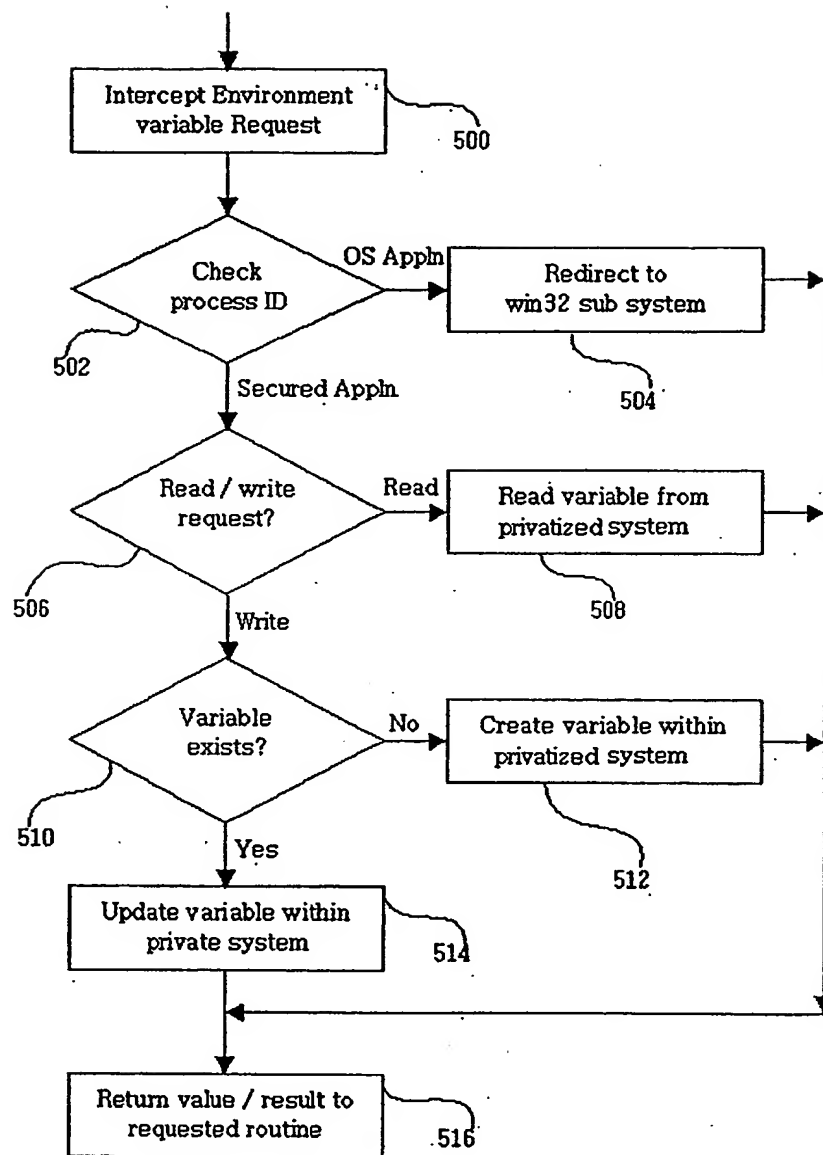 Intercept Environment
variable Request
500
Check
process ID
OS Appln
Redirect to
win32 sub system
502
504
Secured Appln
Read / write
request?
Read
Read variable from
privatized system
506
508
Write
Variable
exists?
No
Create variable within
privatized system
510
512
Yes
Update variable within
private system
514
Return value / result to
requested routine
516